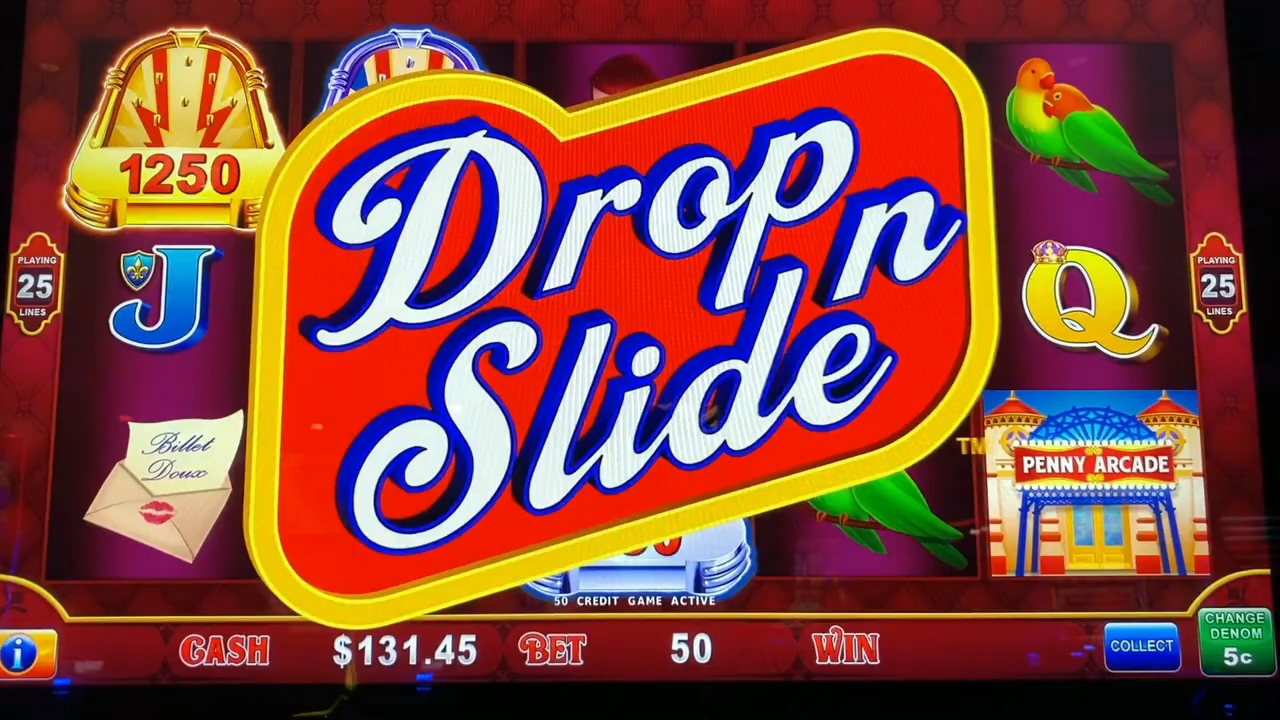 1250
Drop n
Slide
TM
PLAYING
25
LINES
PLAYING
25
LINES
J
Q
Billet
Doux
PENNY ARCADE
50 CREDIT GAME ACTIVE
i
CASH
$131.45
BET
50
WIN
COLLECT
CHANGE
DENOM
5c